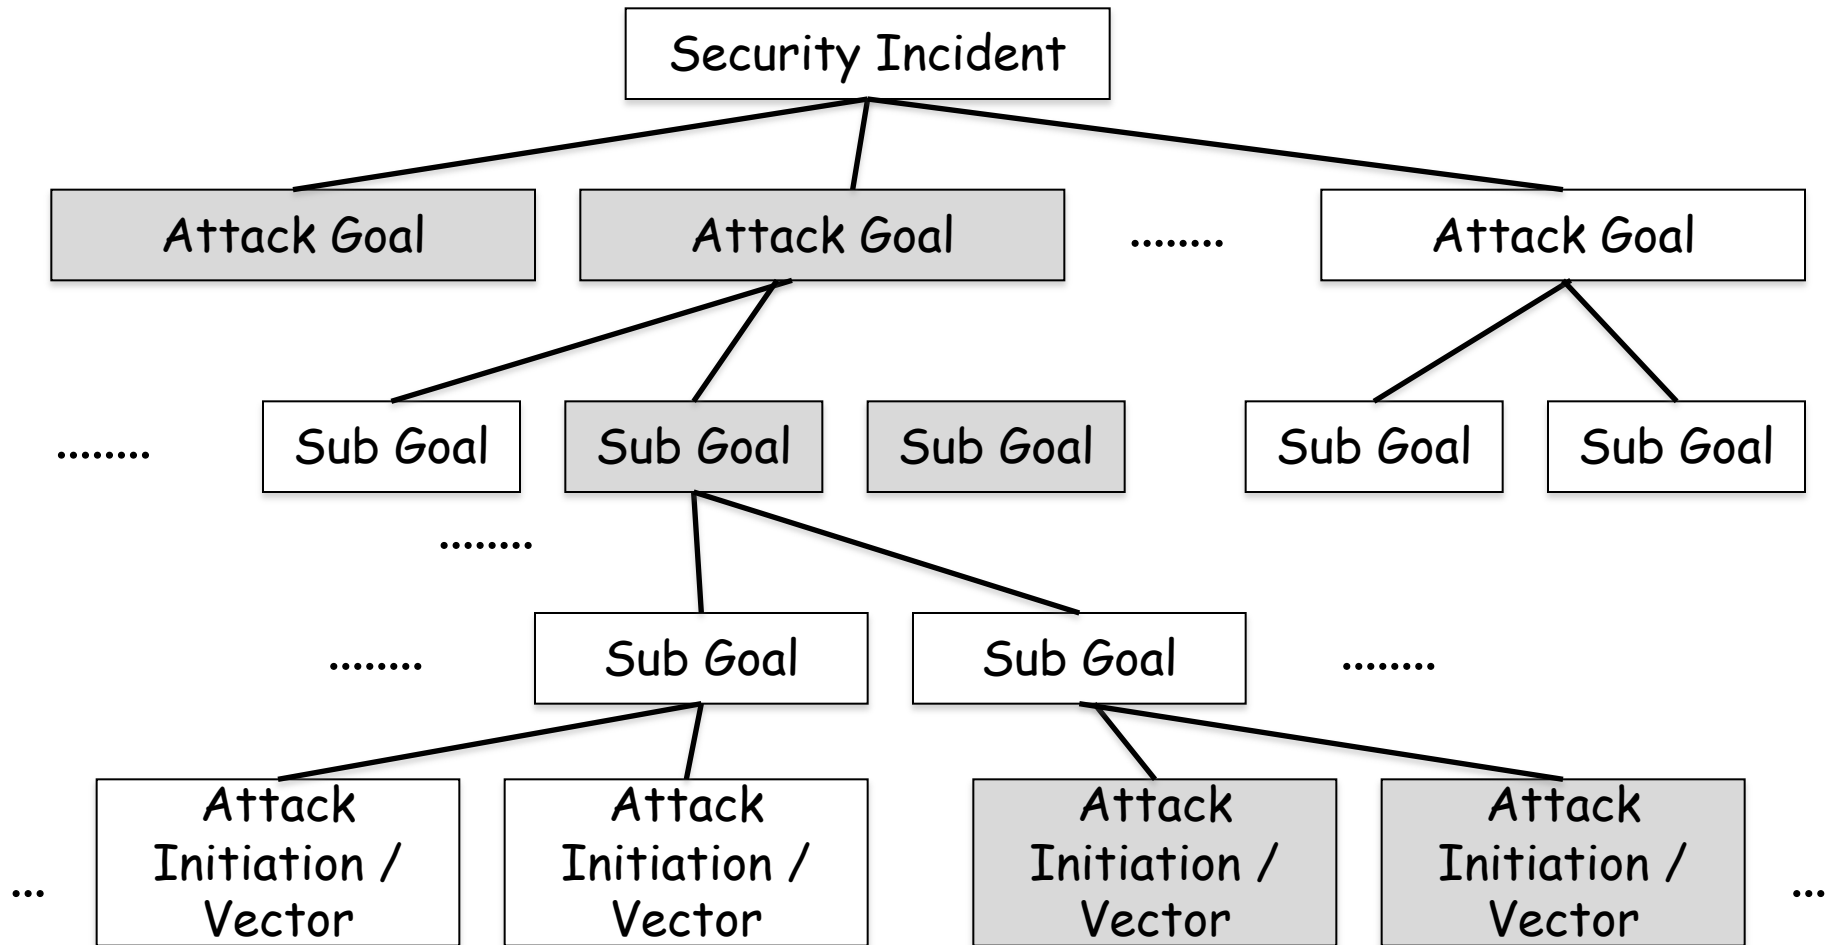 Security Incident
Attack Goal
Attack Goal
........
Attack Goal
........
Sub Goal
Sub Goal
Sub Goal
Sub Goal
Sub Goal
........
........
Sub Goal
Sub Goal
........
...
Attack
Initiation /
Vector
Attack
Initiation /
Vector
Attack
Initiation /
Vector
Attack
Initiation /
Vector
...